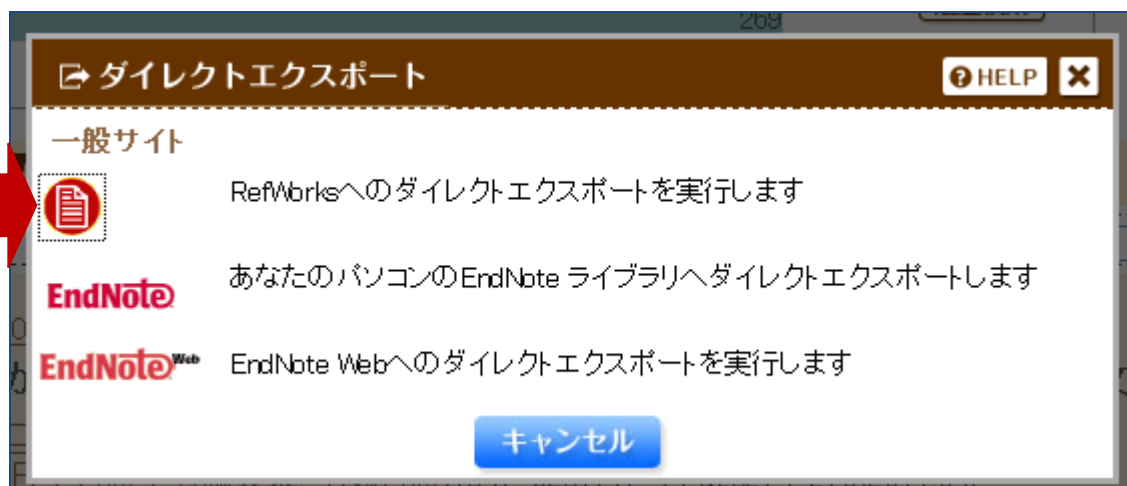 269
ダイレクトエクスポート
HELP
一般サイト
RefWorksへのダイレクトエクスポートを実行します
EndNote
あなたのパソコンのEndNote ライブラリへダイレクトエクスポートします
EndNote Web
EndNote Webへのダイレクトエクスポートを実行します
キャンセル